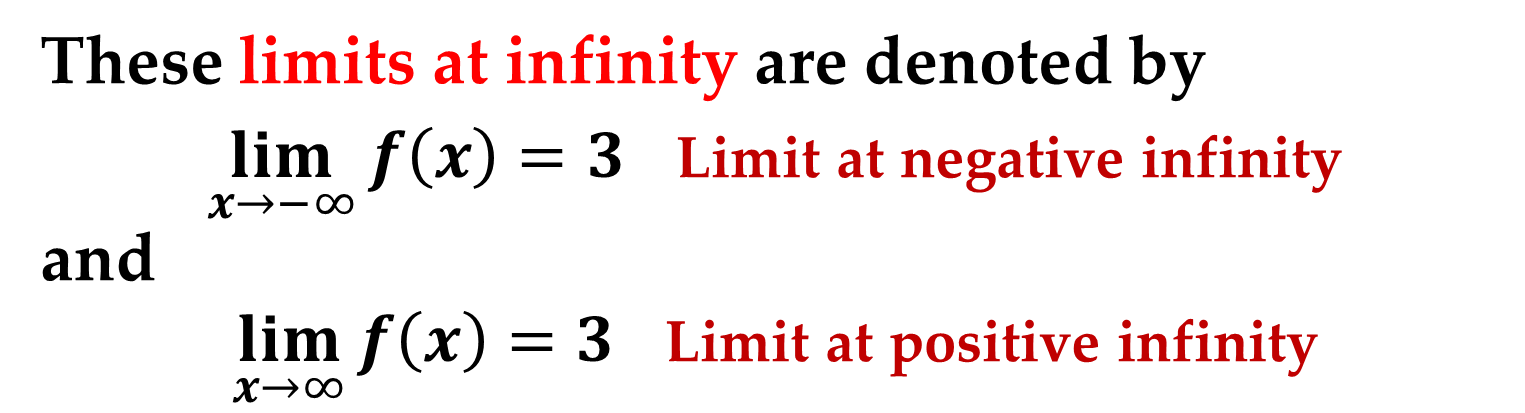 These limits at infinity are denoted by
lim f(x) = 3 Limit at negative infinity
x→−∞
and
lim f(x) = 3 Limit at positive infinity
x→∞